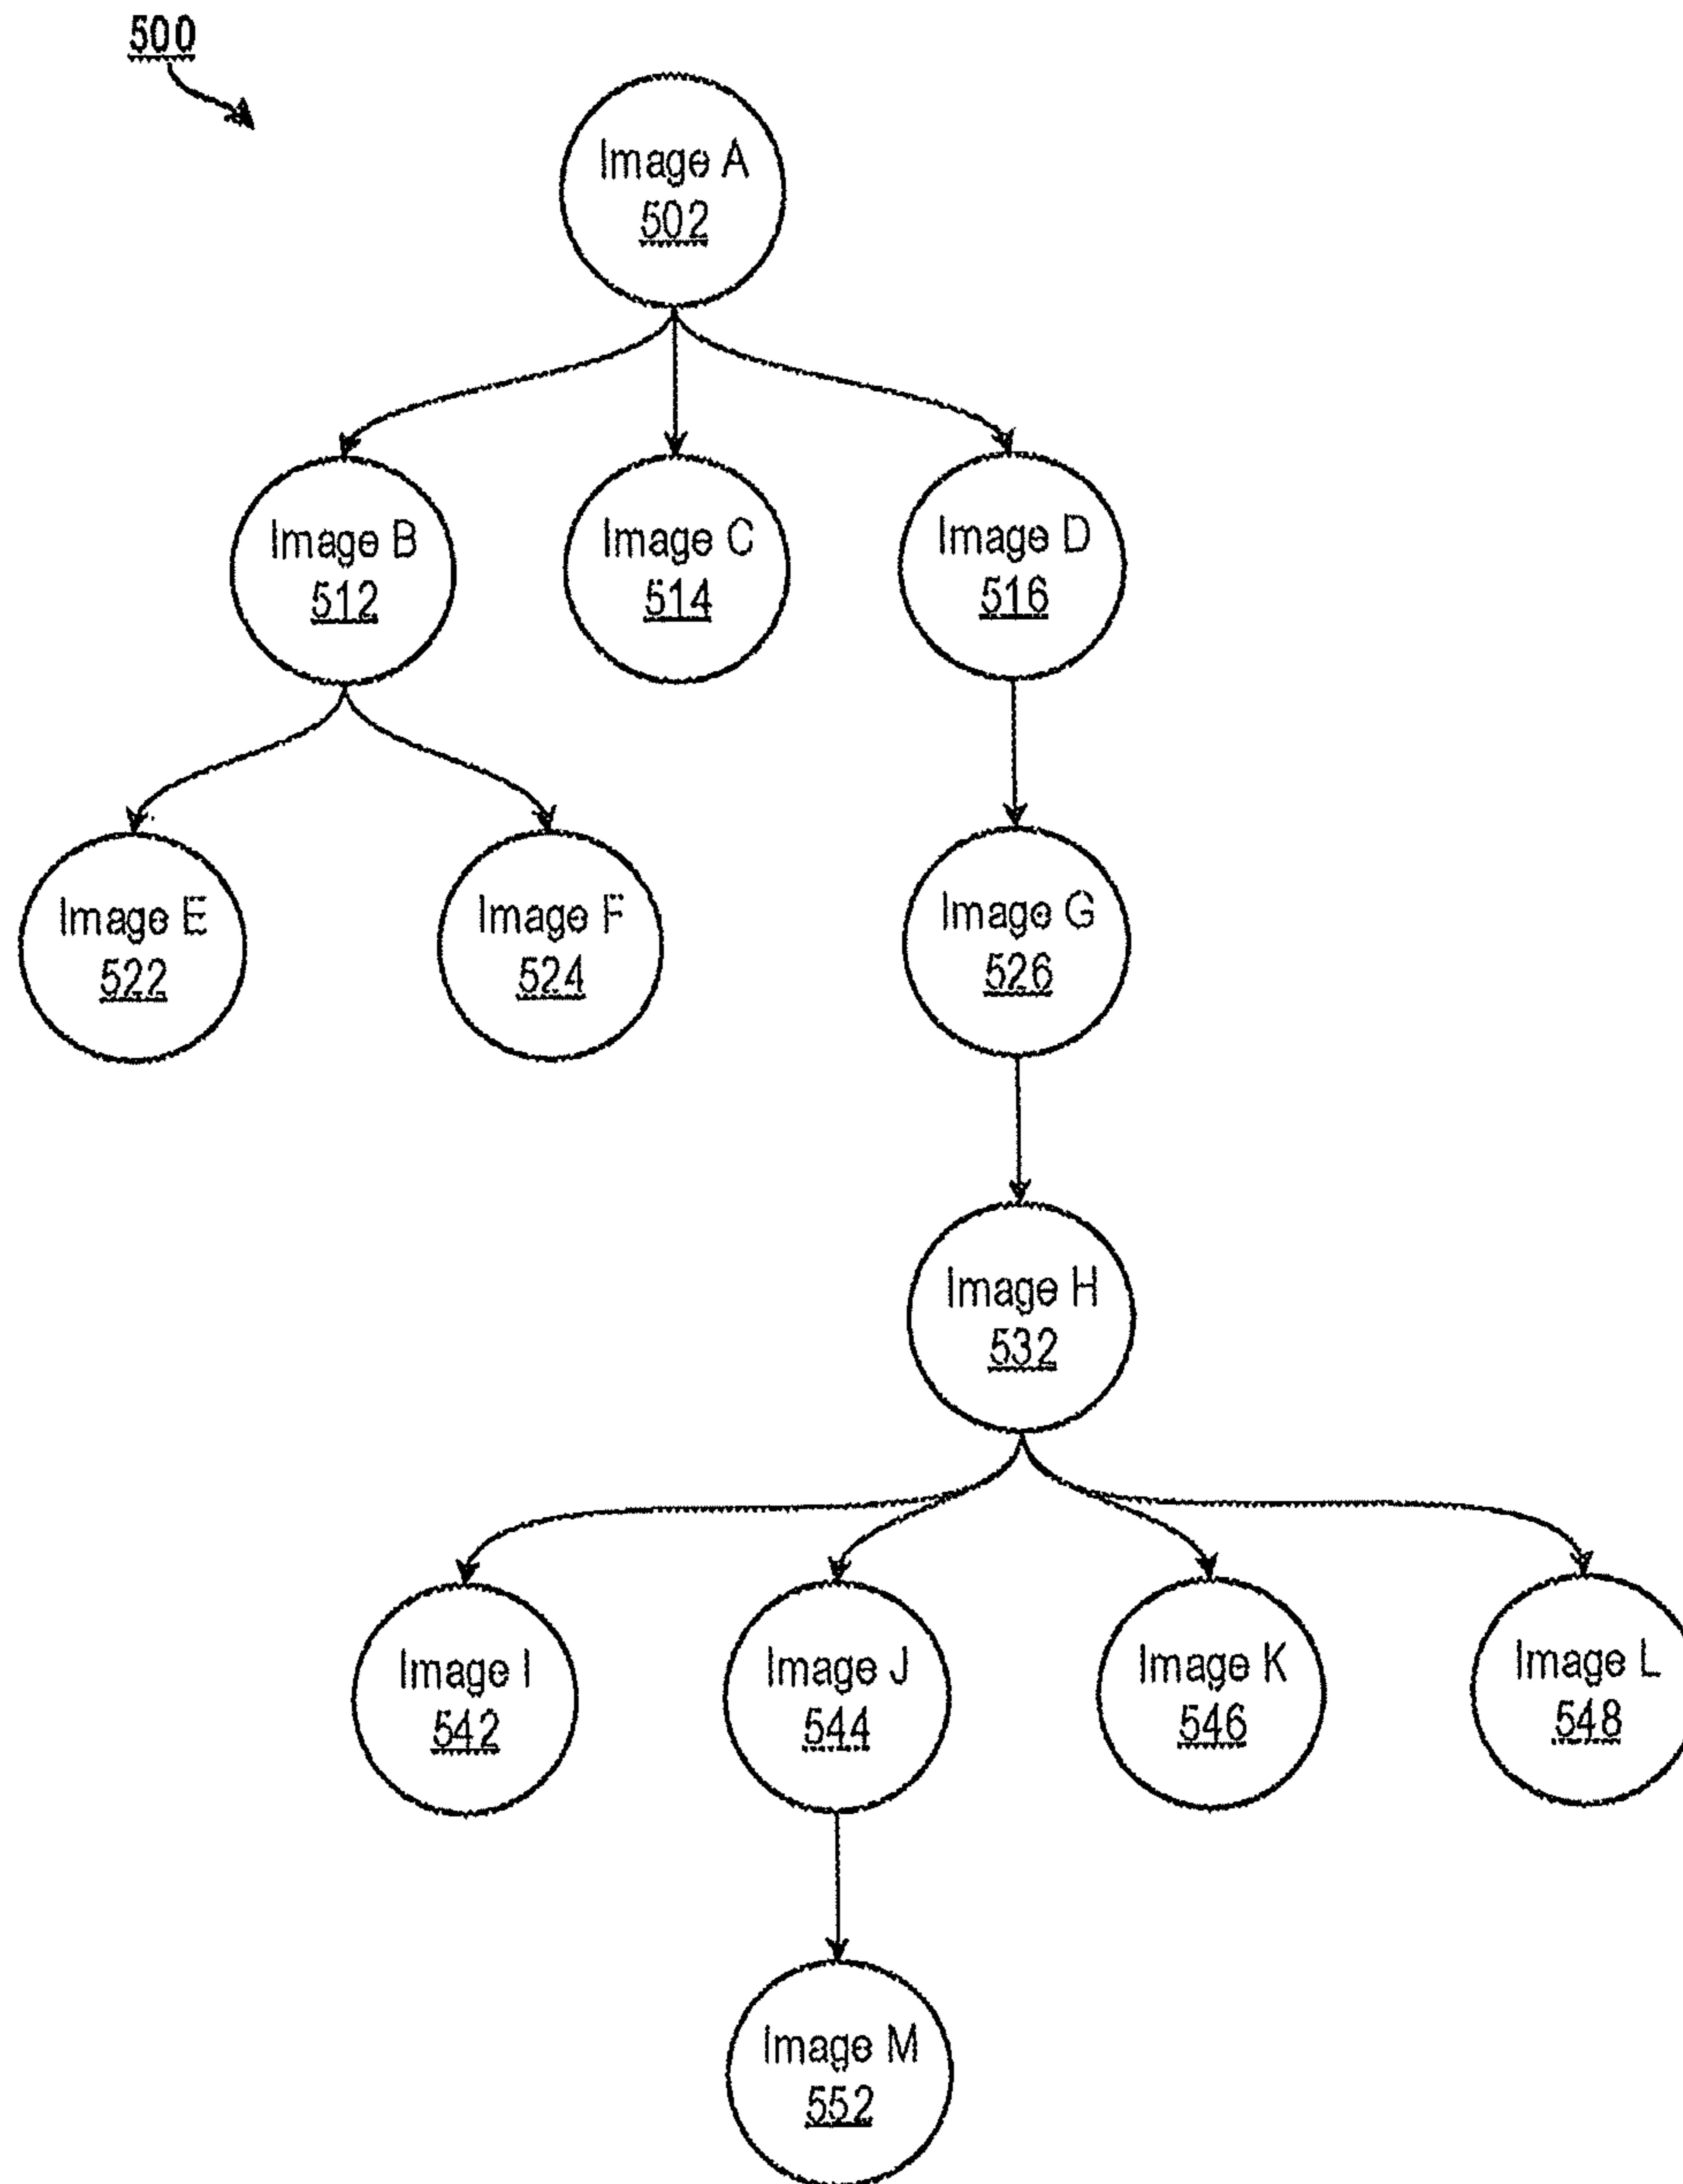 500
Image A
502
Image B
512
Image C
514
Image D
516
Image E
522
Image F
524
Image G
526
Image H
532
Image I
542
Image J
544
Image K
546
Image L
548
Image M
552